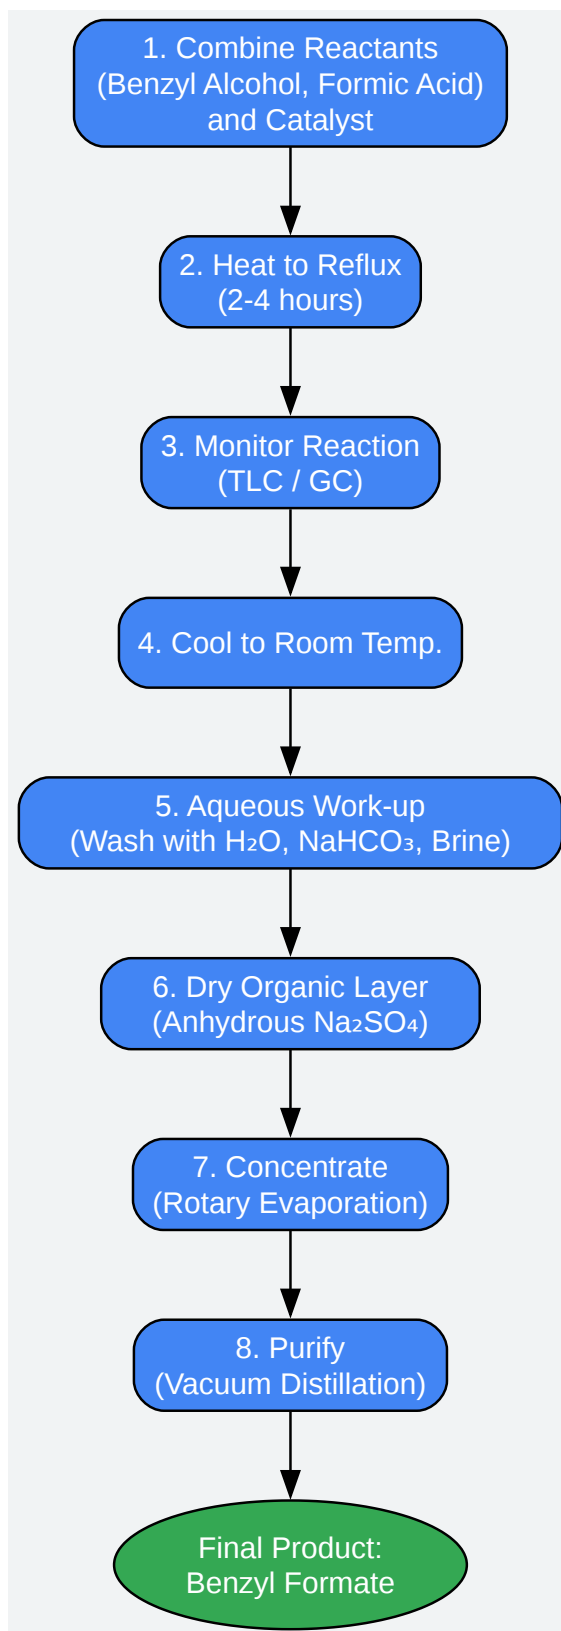 1. Combine Reactants
(Benzyl Alcohol, Formic Acid)
and Catalyst
2. Heat to Reflux
(2-4 hours)
3. Monitor Reaction
(TLC / GC)
4. Cool to Room Temp.
5. Aqueous Work-up
(Wash with H₂O, NaHCO₃, Brine)
6. Dry Organic Layer
(Anhydrous Na₂SO₄)
7. Concentrate
(Rotary Evaporation)
8. Purify
(Vacuum Distillation)
Final Product:
Benzyl Formate